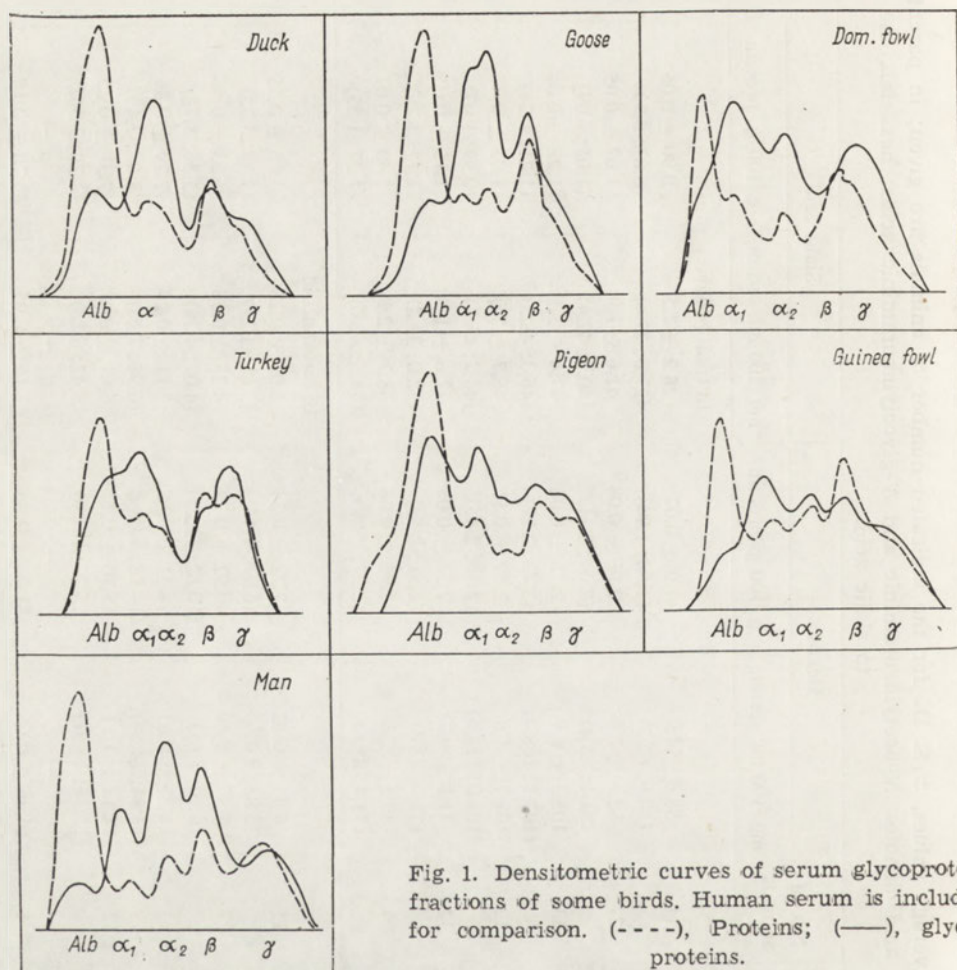 Duck
Goose
Dom. fowl
Alb α β γ
Alb α₁ α₂ β γ
Alb α₁ α₂ β γ
Turkey
Pigeon
Guinea fowl
Alb α₁ α₂ β γ
Alb α₁ α₂ β γ
Alb α₁ α₂ β γ
Man
Alb α₁ α₂ β γ
Fig. 1. Densitometric curves of serum glycoprote
fractions of some birds. Human serum is includ
for comparison. (----), Proteins; (——), glyc
proteins.